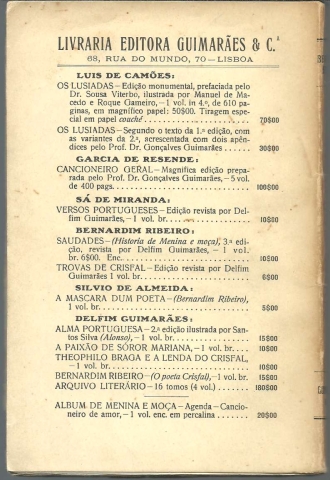 LIVRARIA EDITORA GUIMARÃES & C.ª
68, RUA DO MUNDO, 70—LISBOA
LUIS DE CAMÕES:
OS LUSIADAS—Edição monumental, prefaciada pelo
Dr. Sousa Viterbo, ilustrada por Manuel de Ma-
cedo e Roque Gameiro,—1 vol. in 4.º, de 610 pa-
ginas, em magnifico papel: 50$00. Tiragem es-
pecial em papel couché . . . . . 70$00
OS LUSIADAS—Segundo o texto da 1.ª edição, com
as variantes da 2.ª, acrescentada com dois apên-
dices pelo Prof. Dr. Gonçalves Guimarães . . . . 30$00
GARCIA DE RESENDE:
CANCIONEIRO GERAL—Magnifica edição prepa-
rada pelo Prof. Dr. Gonçalves Guimarães,—5 vol.
de 400 pags. . . . . 100$00
SÁ DE MIRANDA:
VERSOS PORTUGUESES—Edição revista por Del-
fim Guimarães,—1 vol. br. . . . . 10$00
BERNARDIM RIBEIRO:
SAUDADES—(Historia de Menina e moça), 3.ª edi-
ção, revista por Delfim Guimarães,—1 vol.
br. 6$00. Enc. . . . . 10$00
TROVAS DE CRISFAL—Edição revista por Delfim
Guimarães 1 vol. br. . . . . 6$00
SILVIO DE ALMEIDA:
A MASCARA DUM POETA—(Bernardim Ribeiro),
1 vol. br. . . . . 5$00
DELFIM GUIMARÃES:
ALMA PORTUGUESA—2.ª edição ilustrada por San-
tos Silva (Alonso),—1 vol. br. . . . . 15$00
A PAIXÃO DE SÓROR MARIANA,—1 vol. br. . . . . 10$00
THEOPHILO BRAGA E A LENDA DO CRISFAL,
—1 vol. br. . . . . 10$00
BERNARDIM RIBEIRO—(O poeta Crisfal),—1 vol. br. 15$00
ARQUIVO LITERÁRIO—16 tomos (4 vol.) . . . . 180$00
ALBUM DE MENINA E MOÇA—Agenda—Cancio-
neiro de amor,—1 vol. enc. em percalina . . . . 20$00